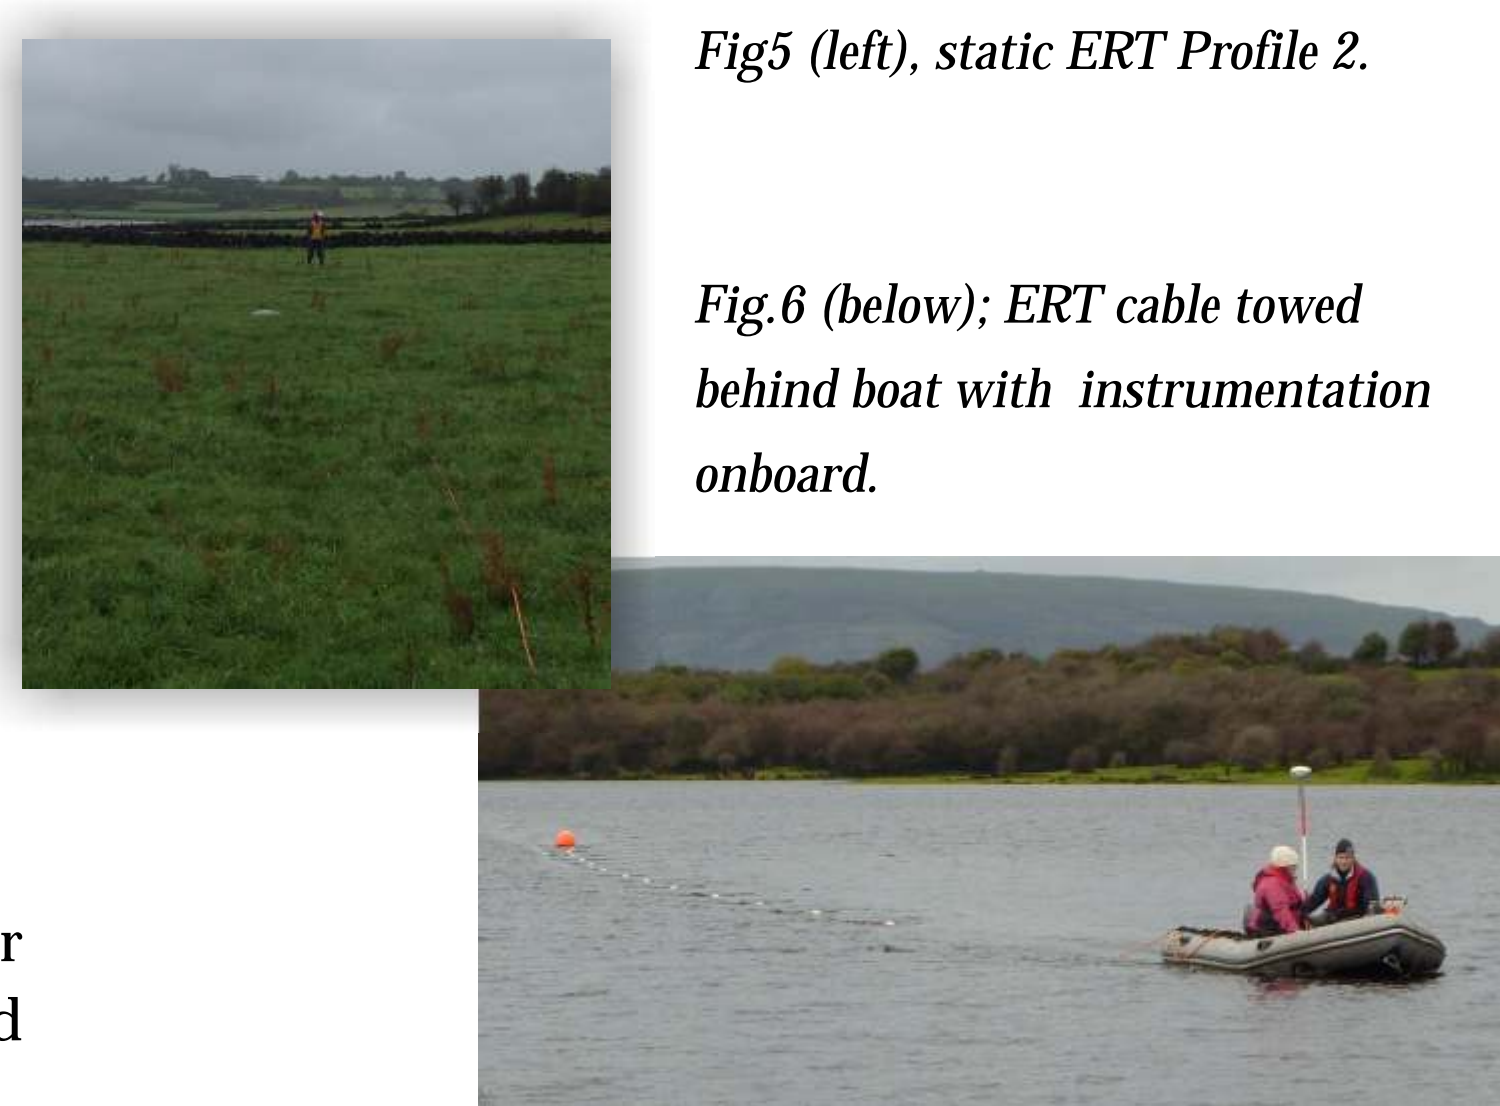 Fig5 (left), static ERT Profile 2.
Fig.6 (below); ERT cable towed
behind boat with  instrumentation
onboard.
r
d